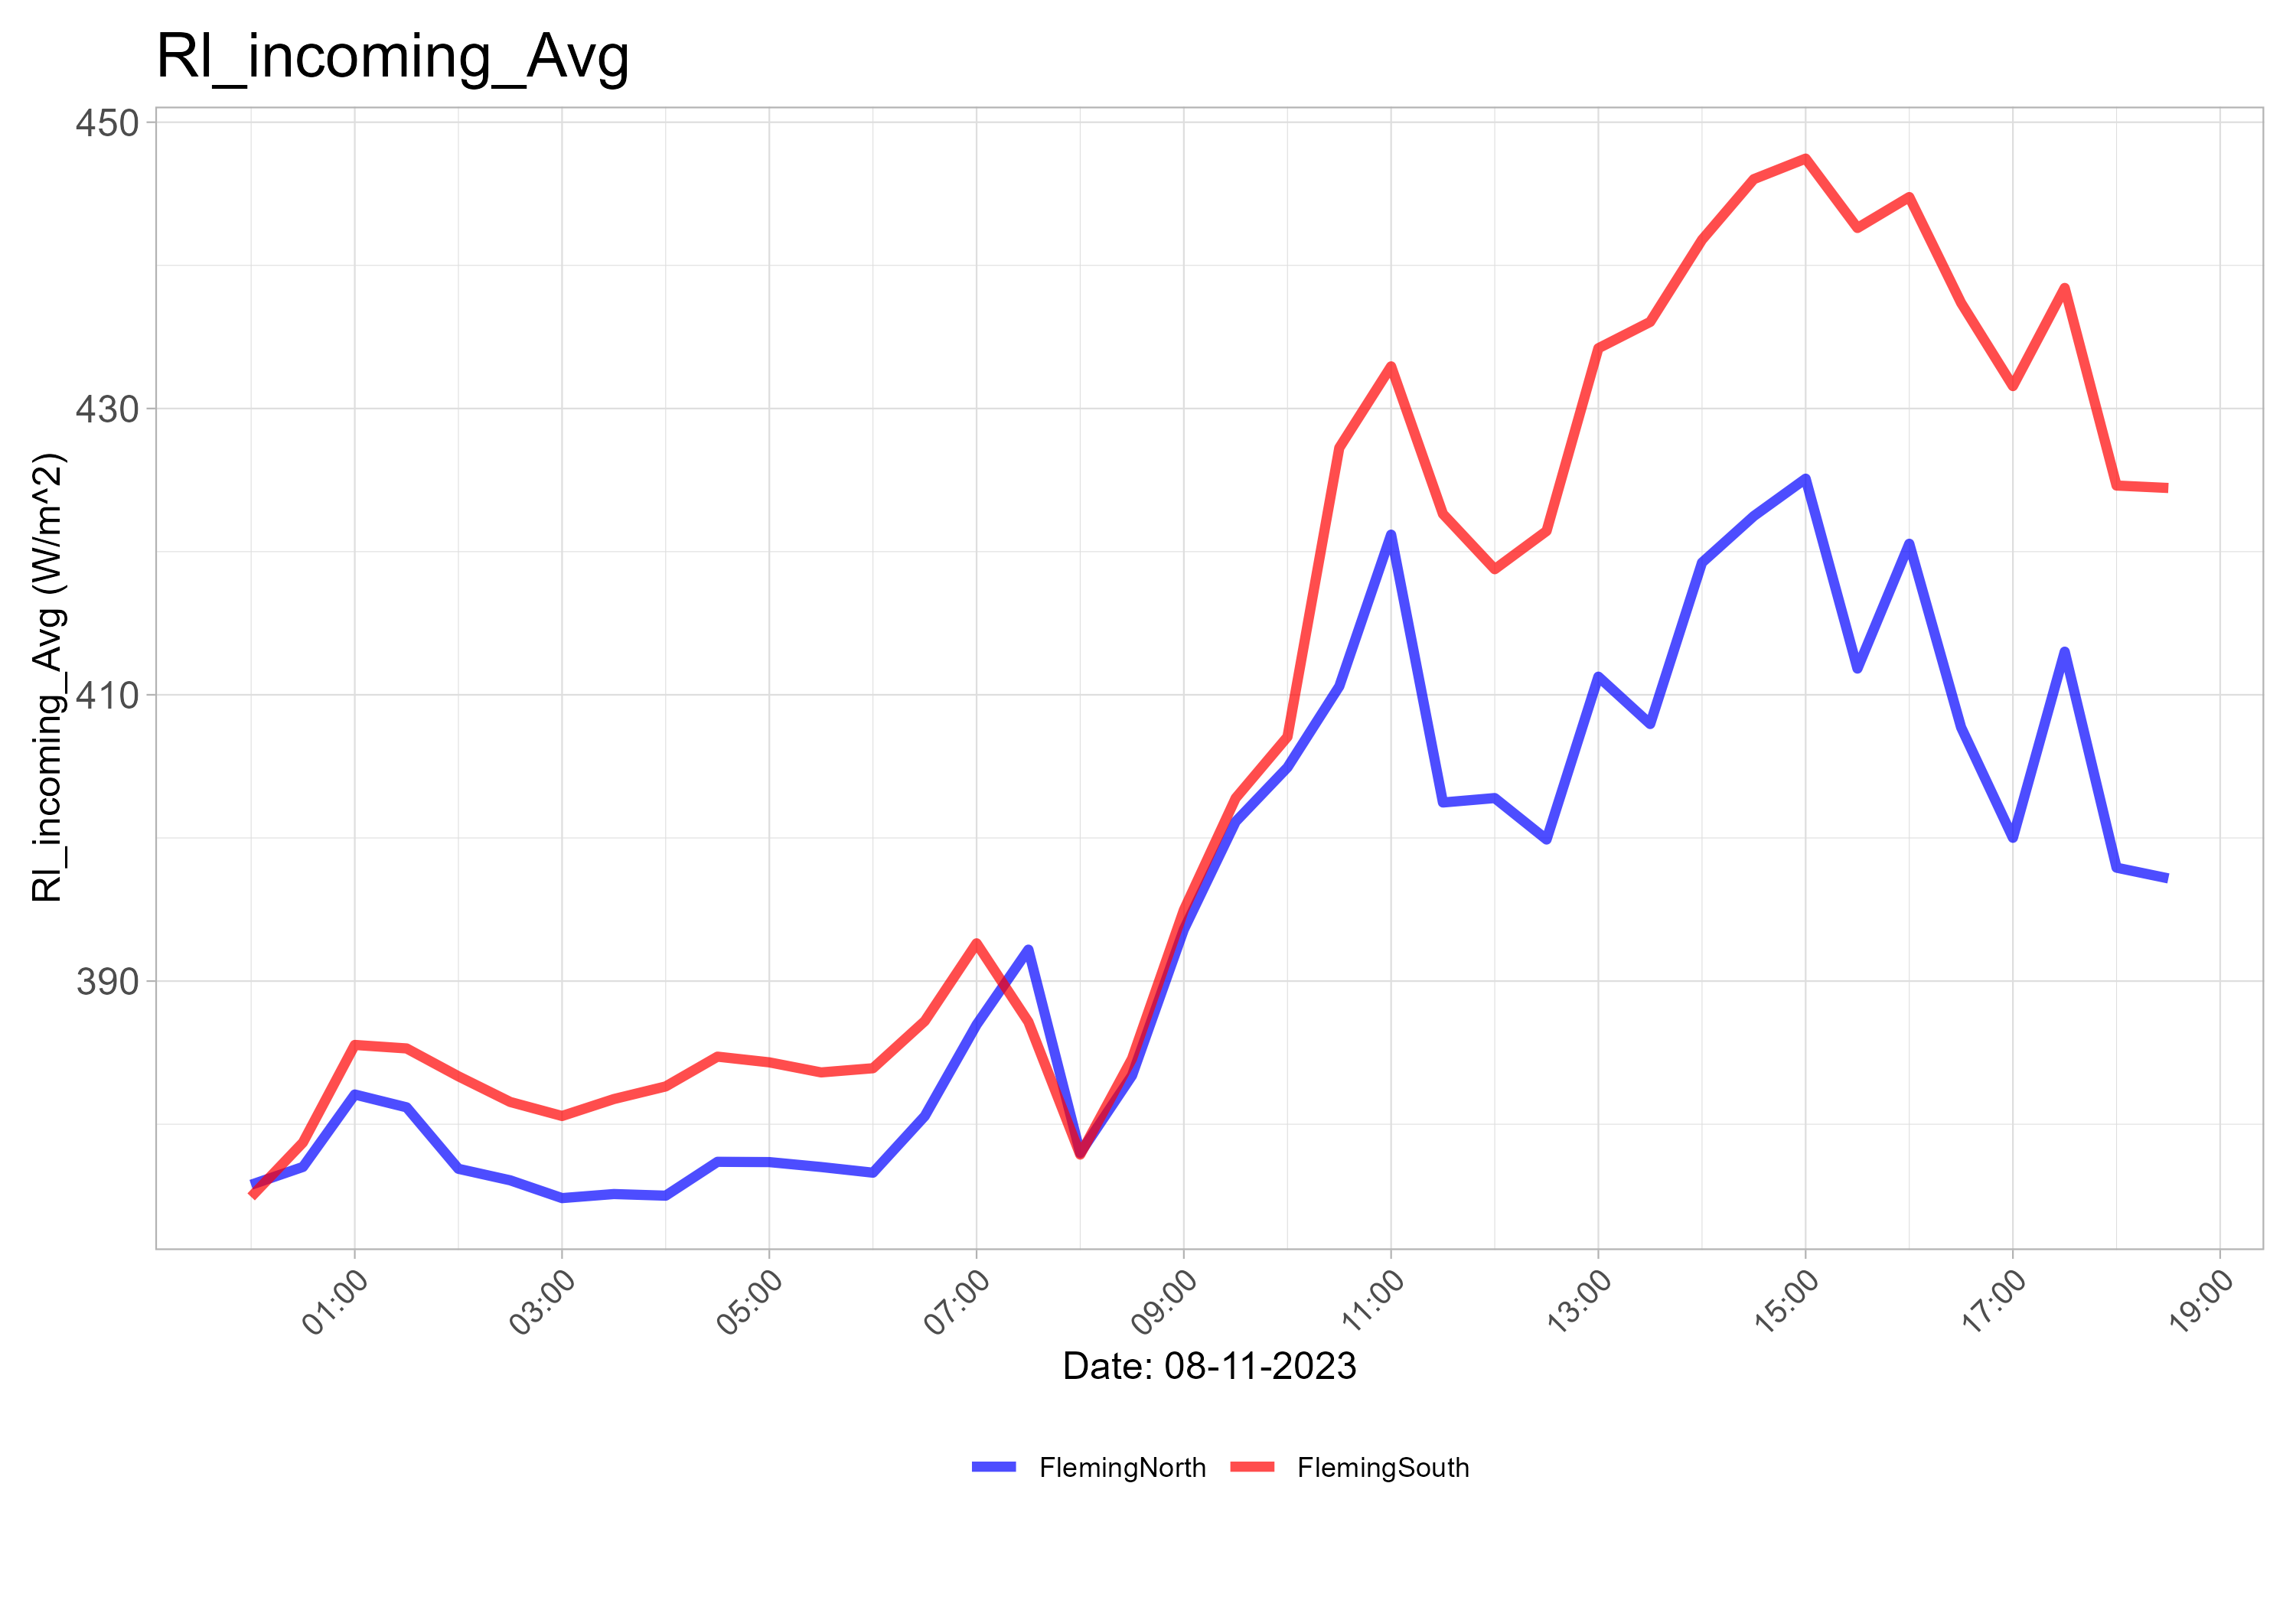 Rl_incoming_Avg
450
430
410
390
Rl_incoming_Avg (W/m^2)
01:00 03:00 05:00 07:00 09:00 11:00 13:00 15:00 17:00 19:00
Date: 08-11-2023
FlemingNorth FlemingSouth